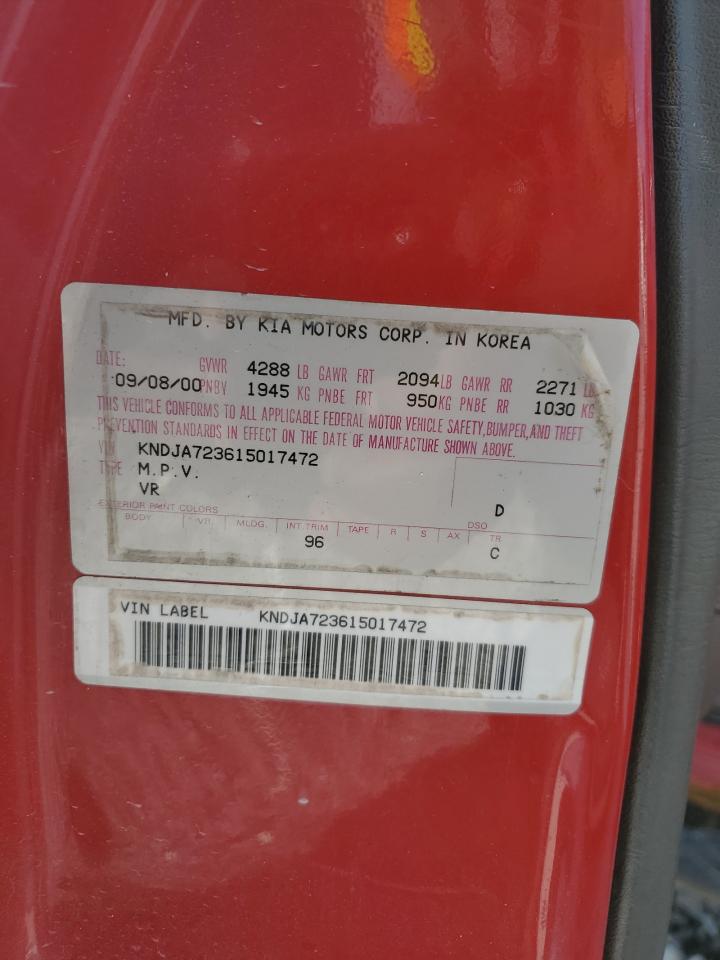 MFD. BY KIA MOTORS CORP. IN KOREA
DATE: GVWR 4288 LB GAWR FRT 2094 LB GAWR RR 2271 LB
09/08/00 PNBV 1945 KG PNBE FRT 950 KG PNBE RR 1030 KG
THIS VEHICLE CONFORMS TO ALL APPLICABLE FEDERAL MOTOR VEHICLE SAFETY, BUMPER, AND THEFT
PREVENTION STANDARDS IN EFFECT ON THE DATE OF MANUFACTURE SHOWN ABOVE.
VIN KNDJA723615017472
TYPE M.P.V.
VR D
EXTERIOR PAINT COLORS DSO
BODY VR. MLDG. INT. TRIM TAPE R S AX TR
96 C
VIN LABEL KNDJA723615017472